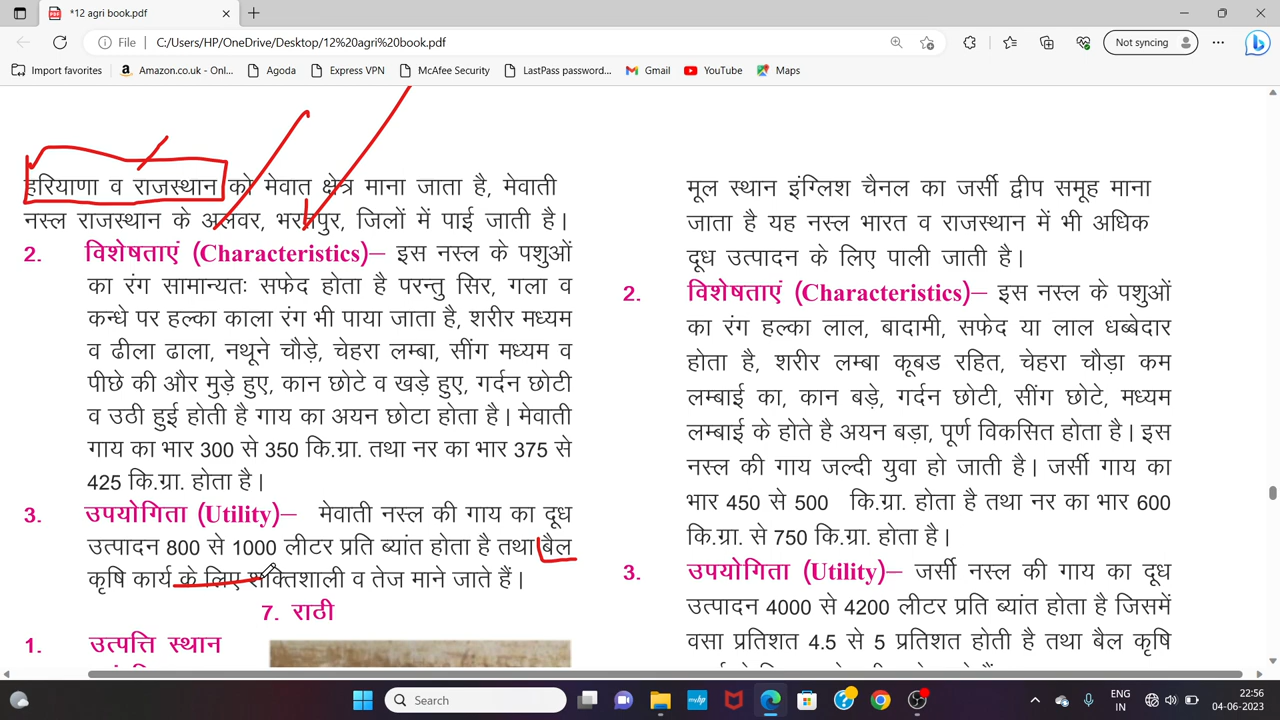 *12 agri book.pdf
File C:/Users/HP/OneDrive/Desktop/12%20agri%20book.pdf
Not syncing
Import favorites Amazon.co.uk - Onl... Agoda Express VPN McAfee Security LastPass password... Gmail YouTube Maps
हरियाणा व राजस्थान को मेवात क्षेत्र माना जाता है, मेवाती
नस्ल राजस्थान के अलवर, भरतपुर, जिलों में पाई जाती है।
2. विशेषताएं (Characteristics)– इस नस्ल के पशुओं
का रंग सामान्यतः सफेद होता है परन्तु सिर, गला व
कन्धे पर हल्का काला रंग भी पाया जाता है, शरीर मध्यम
व ढीला ढाला, नथूने चौड़े, चेहरा लम्बा, सींग मध्यम व
पीछे की और मुड़े हुए, कान छोटे व खड़े हुए, गर्दन छोटी
व उठी हुई होती है गाय का अयन छोटा होता है। मेवाती
गाय का भार 300 से 350 कि.ग्रा. तथा नर का भार 375 से
425 कि.ग्रा. होता है।
3. उपयोगिता (Utility)– मेवाती नस्ल की गाय का दूध
उत्पादन 800 से 1000 लीटर प्रति ब्यांत होता है तथा बैल
कृषि कार्य के लिए शक्तिशाली व तेज माने जाते हैं।
7. राठी
1. उत्पत्ति स्थान
मूल स्थान इंग्लिश चैनल का जर्सी द्वीप समूह माना
जाता है यह नस्ल भारत व राजस्थान में भी अधिक
दूध उत्पादन के लिए पाली जाती है।
2. विशेषताएं (Characteristics)– इस नस्ल के पशुओं
का रंग हल्का लाल, बादामी, सफेद या लाल धब्बेदार
होता है, शरीर लम्बा कूबड रहित, चेहरा चौड़ा कम
लम्बाई का, कान बड़े, गर्दन छोटी, सींग छोटे, मध्यम
लम्बाई के होते है अयन बड़ा, पूर्ण विकसित होता है। इस
नस्ल की गाय जल्दी युवा हो जाती है। जर्सी गाय का
भार 450 से 500 कि.ग्रा. होता है तथा नर का भार 600
कि.ग्रा. से 750 कि.ग्रा. होता है।
3. उपयोगिता (Utility)– जर्सी नस्ल की गाय का दूध
उत्पादन 4000 से 4200 लीटर प्रति ब्यांत होता है जिसमें
वसा प्रतिशत 4.5 से 5 प्रतिशत होती है तथा बैल कृषि
Search
ENG
IN
22:56
04-06-2023